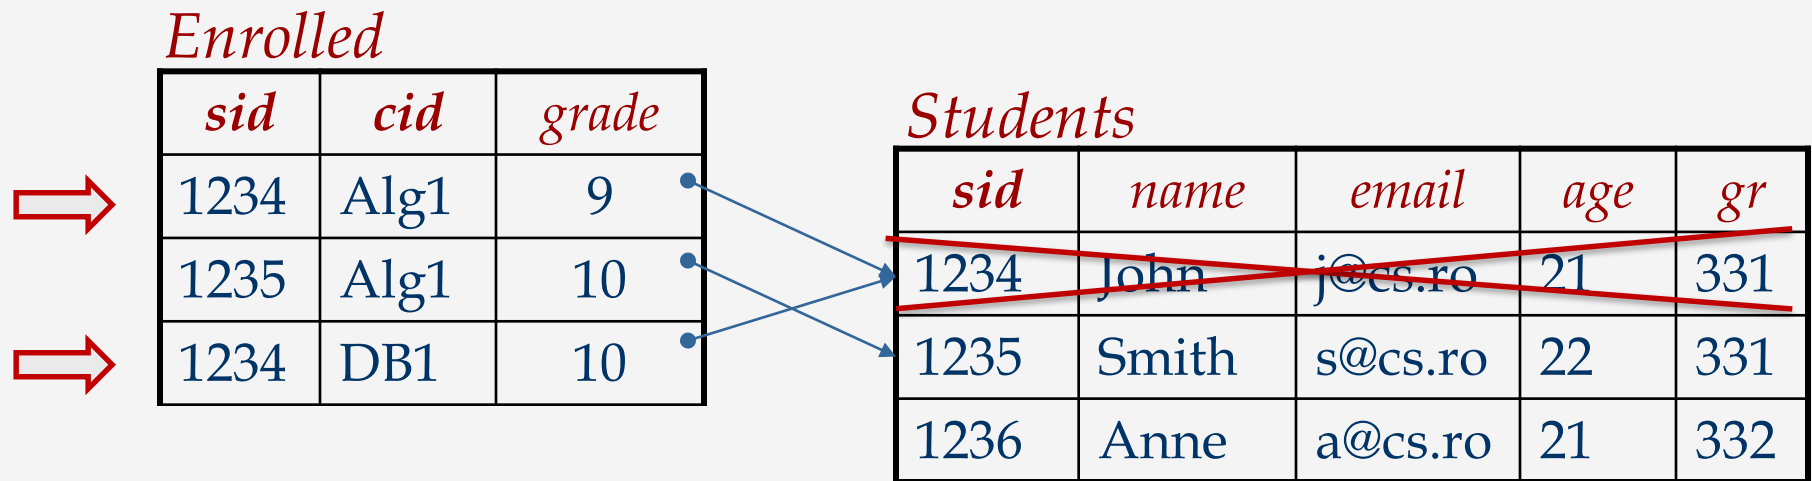 Enrolled
sid cid grade
1234 Alg1 9
1235 Alg1 10
1234 DB1 10
Students
sid name email age gr
1234 John j@cs.ro 21 331
1235 Smith s@cs.ro 22 331
1236 Anne a@cs.ro 21 332